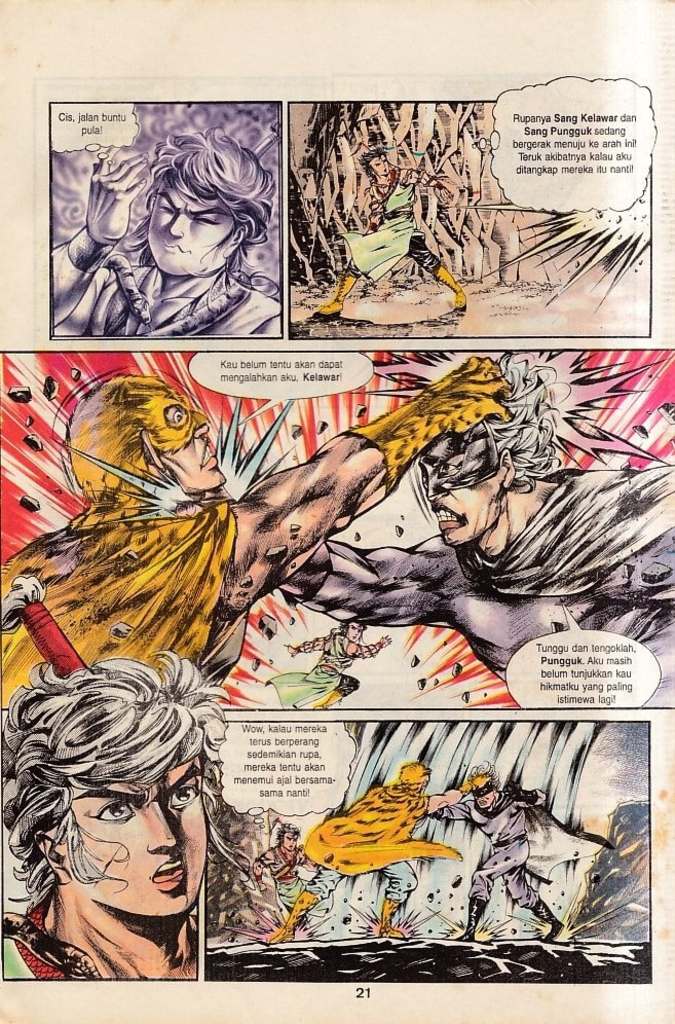 Cis, jalan buntu
pula!
Rupanya Sang Kelawar dan
Sang Pungguk sedang
bergerak menuju ke arah ini!
Teruk akibatnya kalau aku
ditangkap mereka itu nanti!
Kau belum tentu akan dapat
mengalahkan aku, Kelawar!
Tunggu dan tengoklah,
Pungguk. Aku masih
belum tunjukkan kau
hikmatku yang paling
istimewa lagi!
Wow, kalau mereka
terus berperang
sedemikian rupa,
mereka tentu akan
menemui ajal bersama-
sama nanti!
21